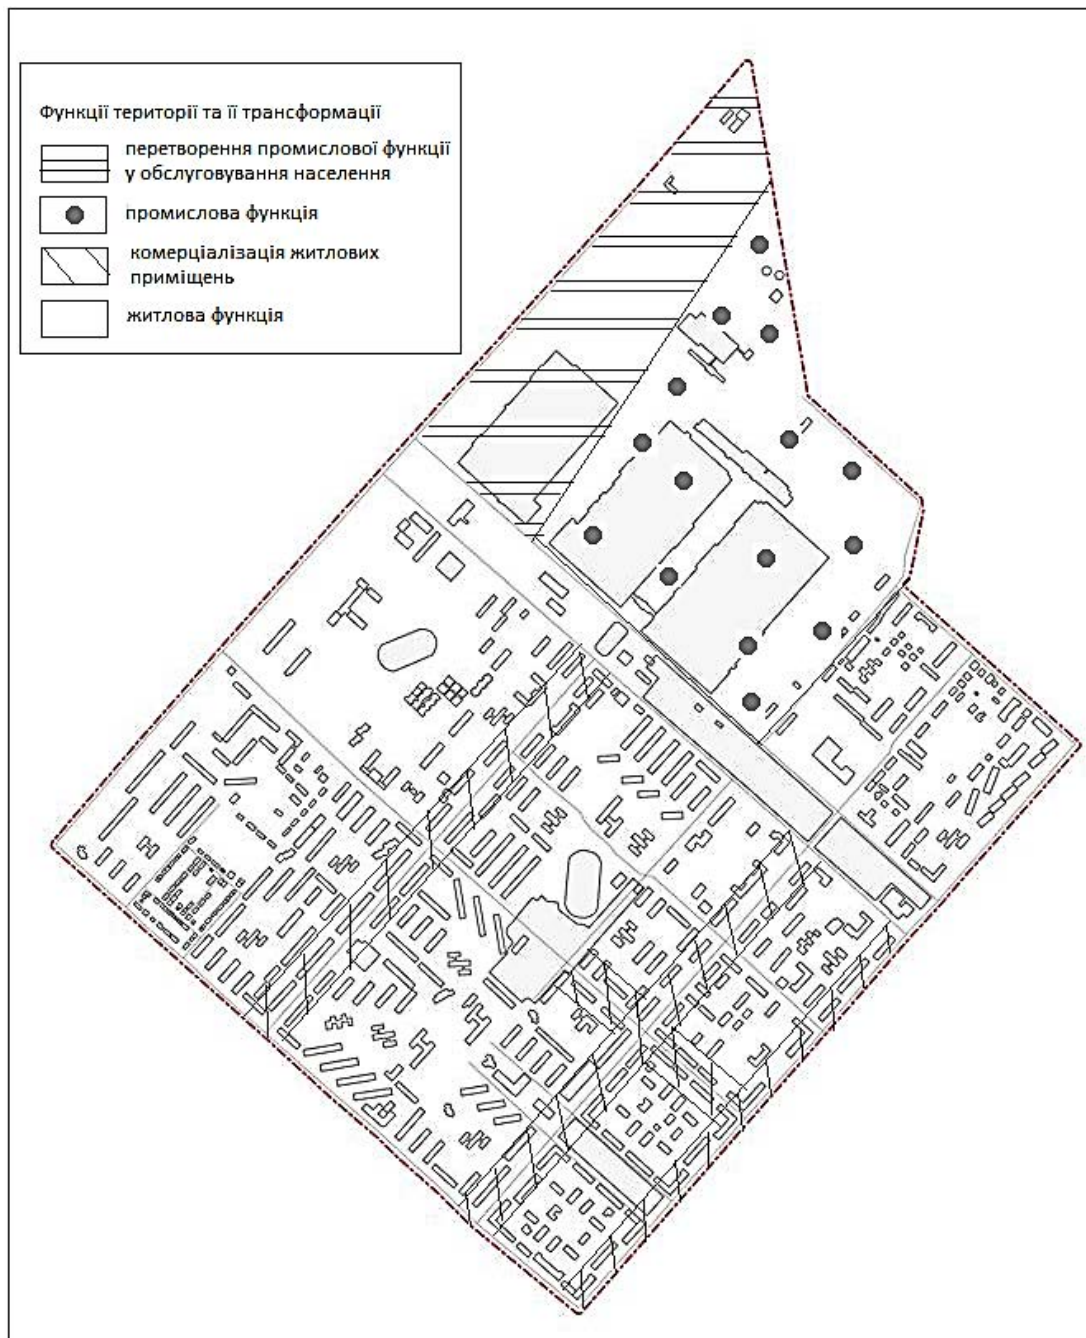 Функції території та її трансформації
перетворення промислової функції
у обслуговування населення
промислова функція
комерціалізація житлових
приміщень
житлова функція